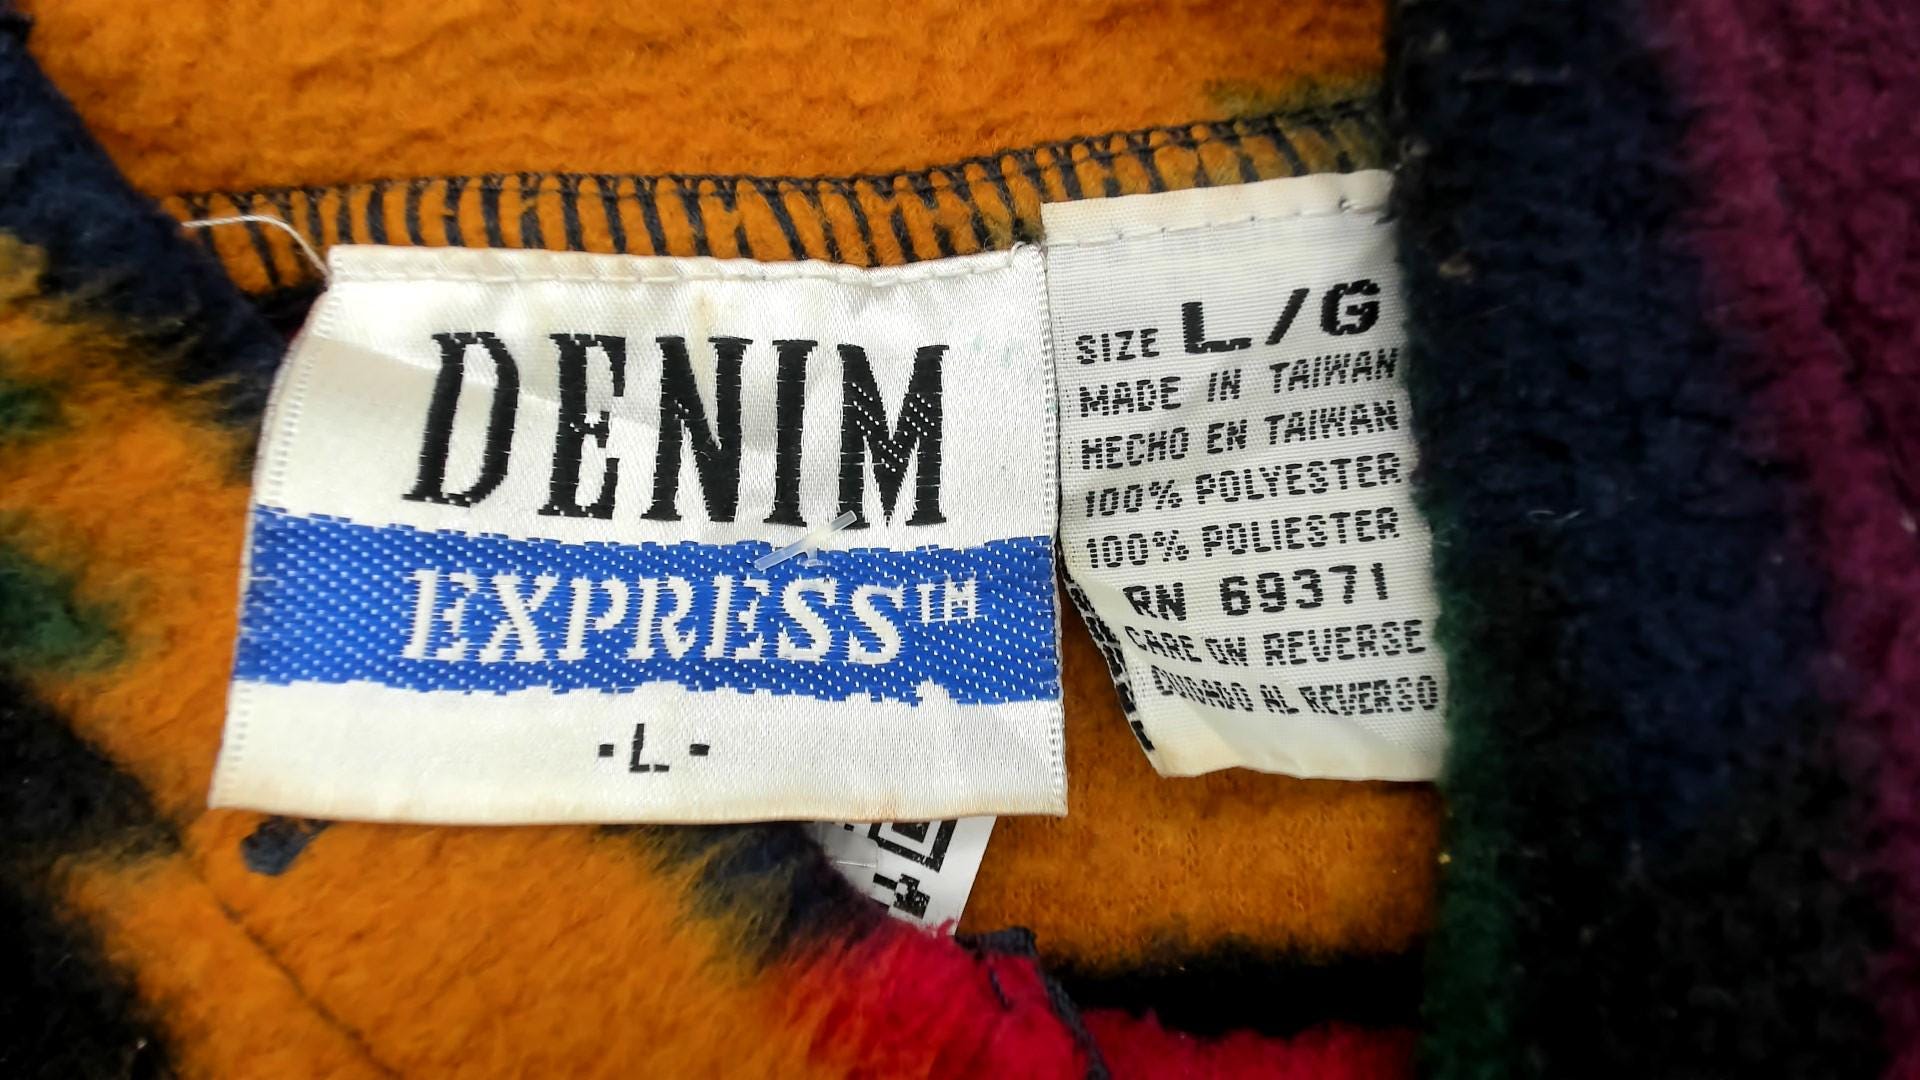 DENIM
EXPRESS™
-L-
SIZE L/G
MADE IN TAIWAN
HECHO EN TAIWAN
100% POLYESTER
100% POLIESTER
RN 69371
CARE ON REVERSE
CUIDADO AL REVERSO